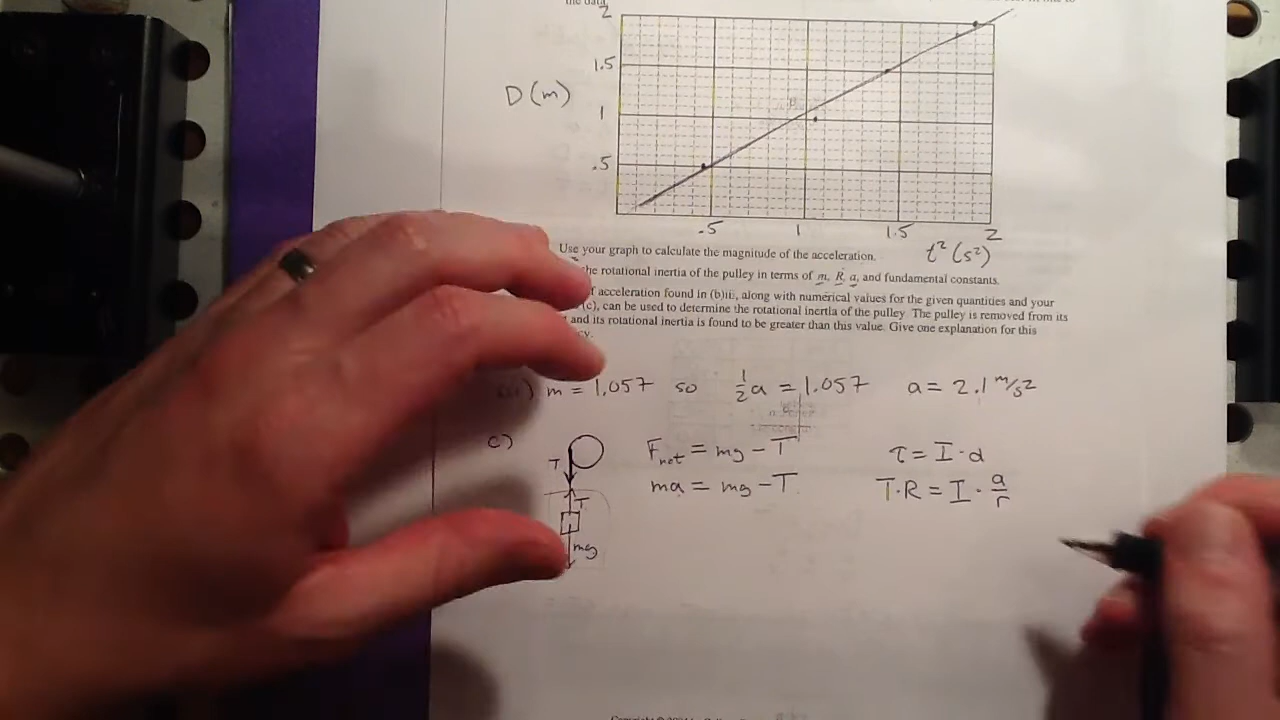 the data.
2
1.5
D (m)
1
.5
.5 1 1.5 2
t² (s²)
Use your graph to calculate the magnitude of the acceleration.
the rotational inertia of the pulley in terms of m, R, a, and fundamental constants.
f acceleration found in (b)iii, along with numerical values for the given quantities and your
(c), can be used to determine the rotational inertia of the pulley. The pulley is removed from its
and its rotational inertia is found to be greater than this value. Give one explanation for this
cy.
m = 1.057 so ½a = 1.057 a = 2.1 m/s²
c) T Fnet = mg - T τ = I·α
T ma = mg - T T·R = I·a/r
mg